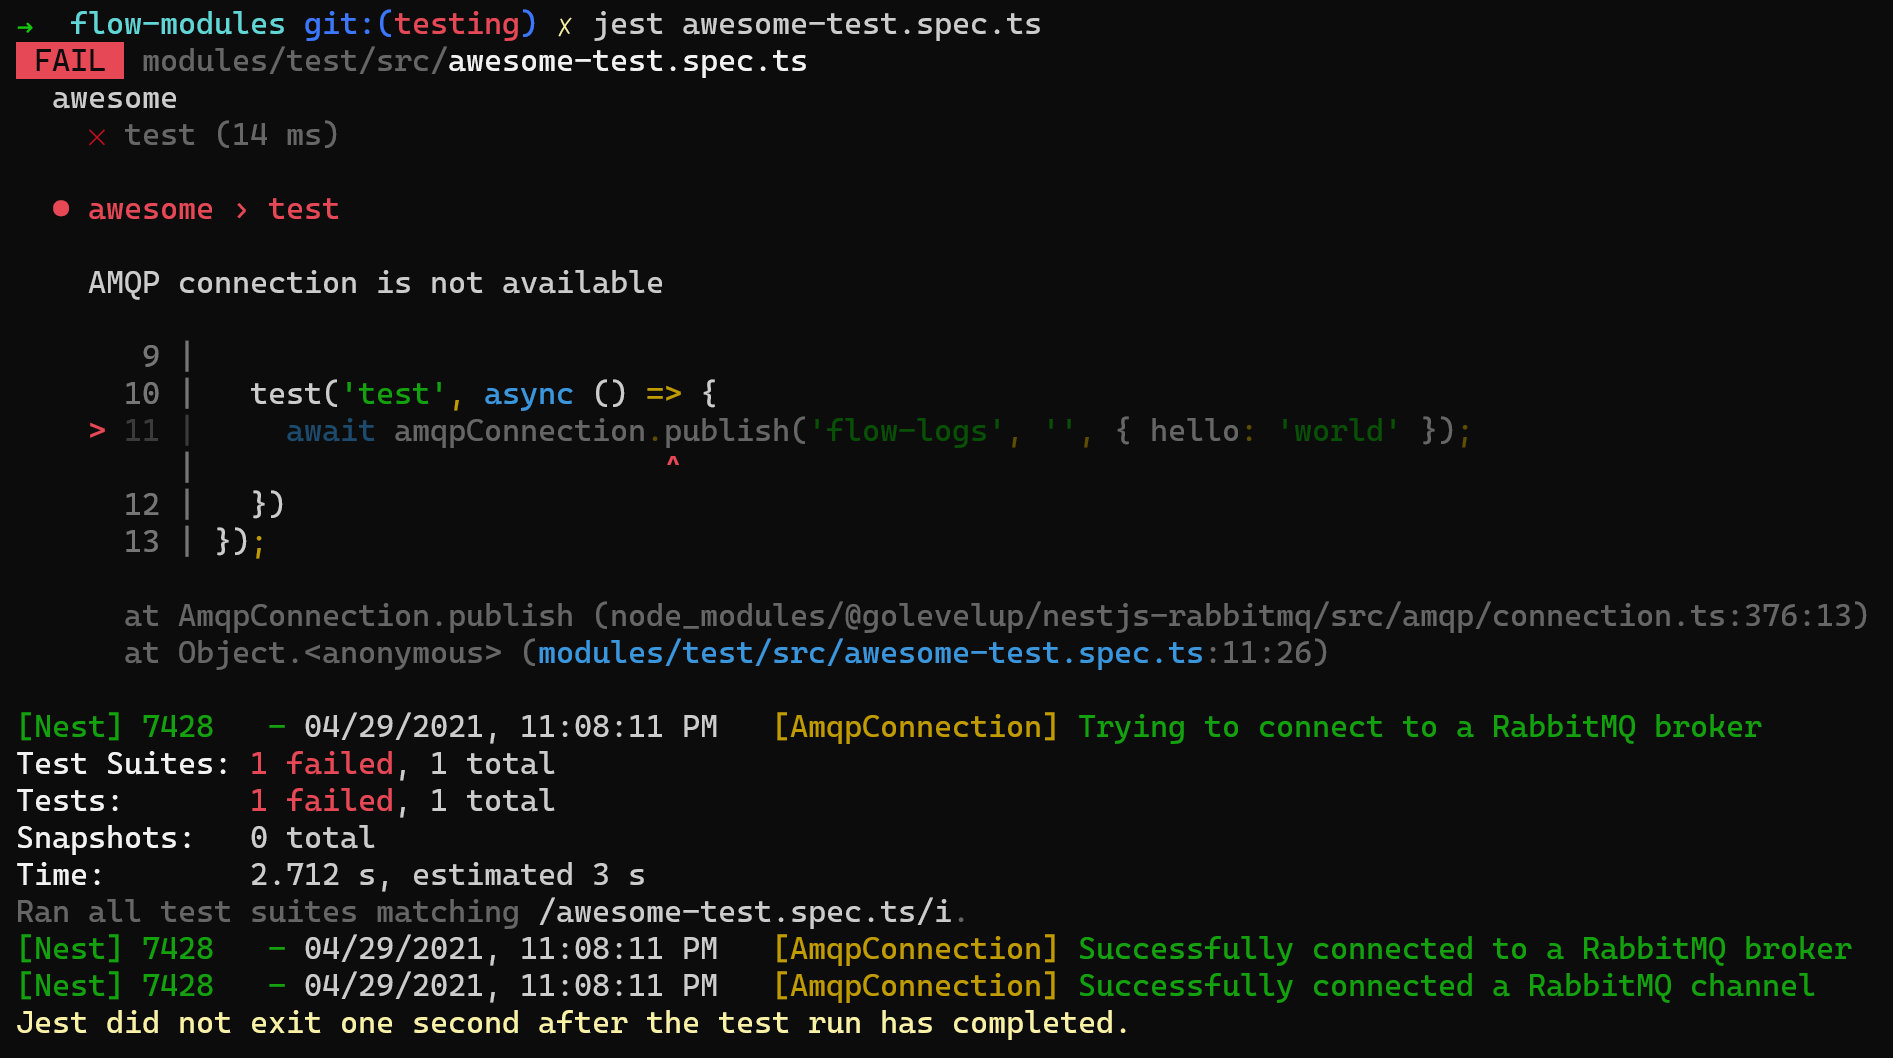 →  flow-modules git:(testing) ✗ jest awesome-test.spec.ts
FAIL modules/test/src/awesome-test.spec.ts
awesome
✕ test (14 ms)
● awesome › test
AMQP connection is not available
9 |
10 |   test('test', async () => {
> 11 |     await amqpConnection.publish('flow-logs', '', { hello: 'world' });
|                          ^
12 |   })
13 | });
at AmqpConnection.publish (node_modules/@golevelup/nestjs-rabbitmq/src/amqp/connection.ts:376:13)
at Object.<anonymous> (modules/test/src/awesome-test.spec.ts:11:26)
[Nest] 7428   - 04/29/2021, 11:08:11 PM   [AmqpConnection] Trying to connect to a RabbitMQ broker
Test Suites: 1 failed, 1 total
Tests:       1 failed, 1 total
Snapshots:   0 total
Time:        2.712 s, estimated 3 s
Ran all test suites matching /awesome-test.spec.ts/i.
[Nest] 7428   - 04/29/2021, 11:08:11 PM   [AmqpConnection] Successfully connected to a RabbitMQ broker
[Nest] 7428   - 04/29/2021, 11:08:11 PM   [AmqpConnection] Successfully connected a RabbitMQ channel
Jest did not exit one second after the test run has completed.